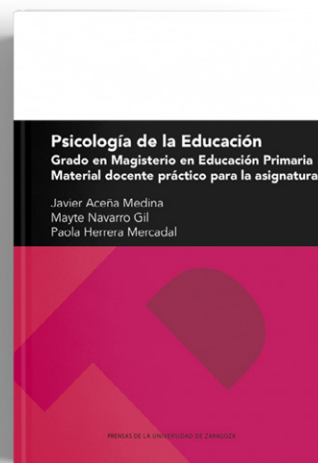 Psicología de la Educación
Grado en Magisterio en Educación Primaria
Material docente práctico para la asignatura
Javier Aceña Medina
Mayte Navarro Gil
Paola Herrera Mercadal
PRENSAS DE LA UNIVERSIDAD DE ZARAGOZA